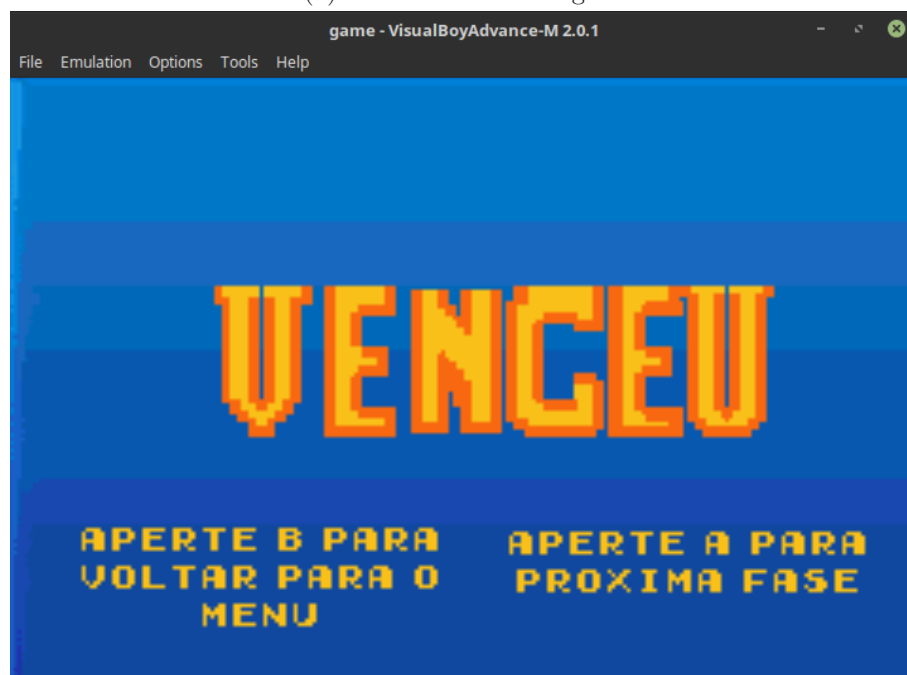 game - VisualBoyAdvance-M 2.0.1
File Emulation Options Tools Help
VENCEU
APERTE B PARA
VOLTAR PARA O
MENU
APERTE A PARA
PROXIMA FASE